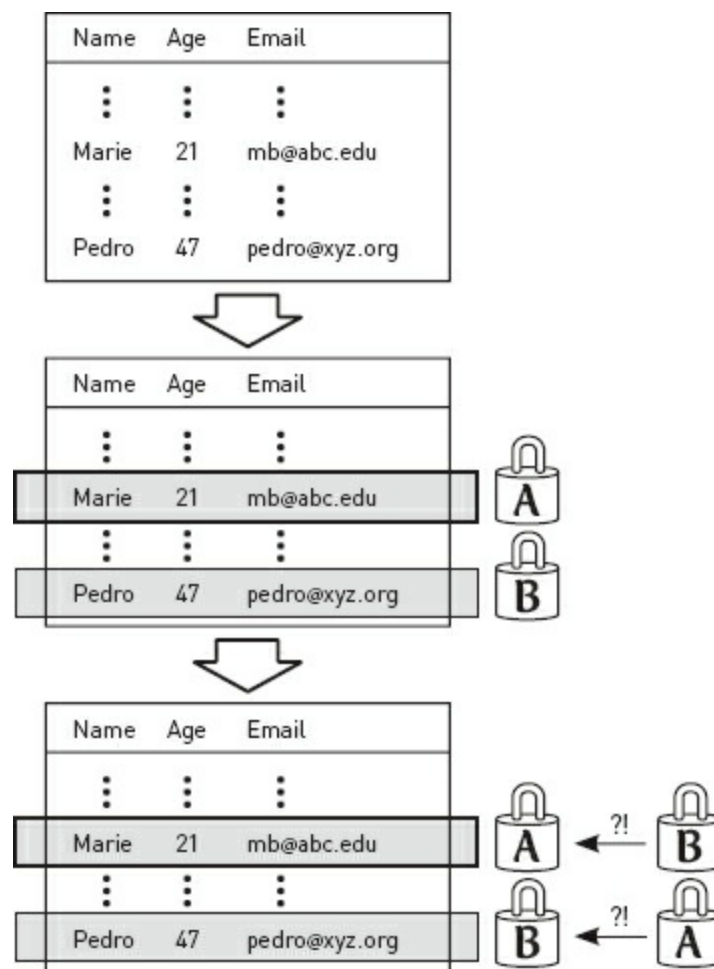 Name Age Email
Marie 21 mb@abc.edu
Pedro 47 pedro@xyz.org
Name Age Email
Marie 21 mb@abc.edu A
Pedro 47 pedro@xyz.org B
Name Age Email
Marie 21 mb@abc.edu A ?! B
Pedro 47 pedro@xyz.org B ?! A